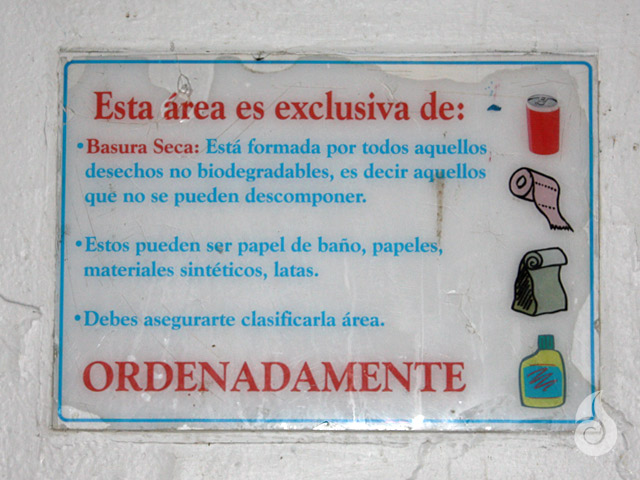 Esta área es exclusiva de:
•Basura Seca: Está formada por todos aquellos
desechos no biodegradables, es decir aquellos
que no se pueden descomponer.
•Estos pueden ser papel de baño, papeles,
materiales sintéticos, latas.
•Debes asegurarte clasificarla área.
ORDENADAMENTE